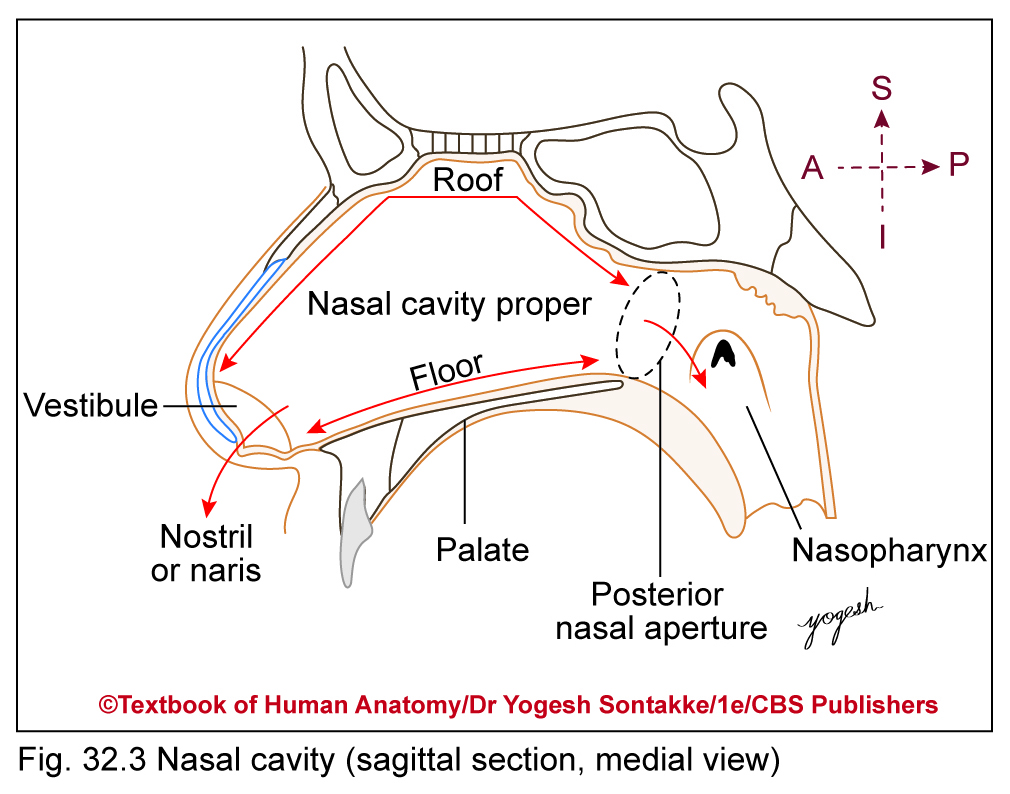 S
A
P
I
Roof
Nasal cavity proper
Floor
Vestibule
Nostril
or naris
Palate
Posterior
nasal aperture
Nasopharynx
yogesh
©Textbook of Human Anatomy/Dr Yogesh Sontakke/1e/CBS Publishers
Fig. 32.3 Nasal cavity (sagittal section, medial view)